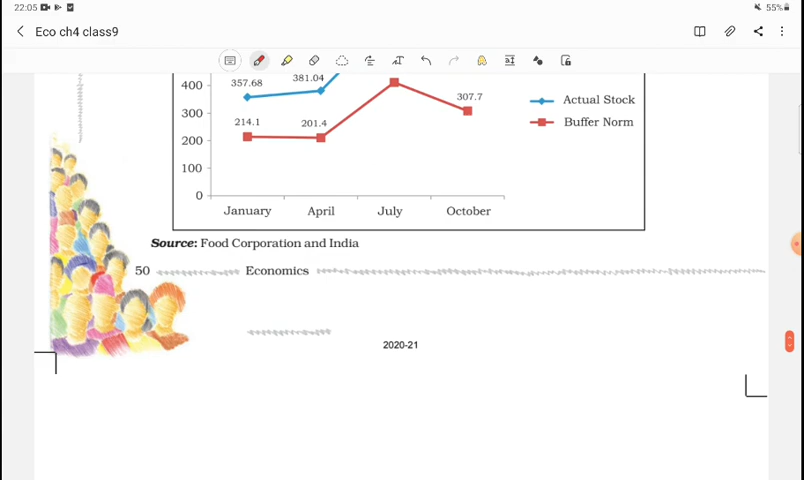 22:05
55%
Eco ch4 class9
400
357.68
381.04
300
307.7
Actual Stock
Buffer Norm
214.1
201.4
200
100
0
January April July October
Source: Food Corporation and India
50 Economics
2020-21